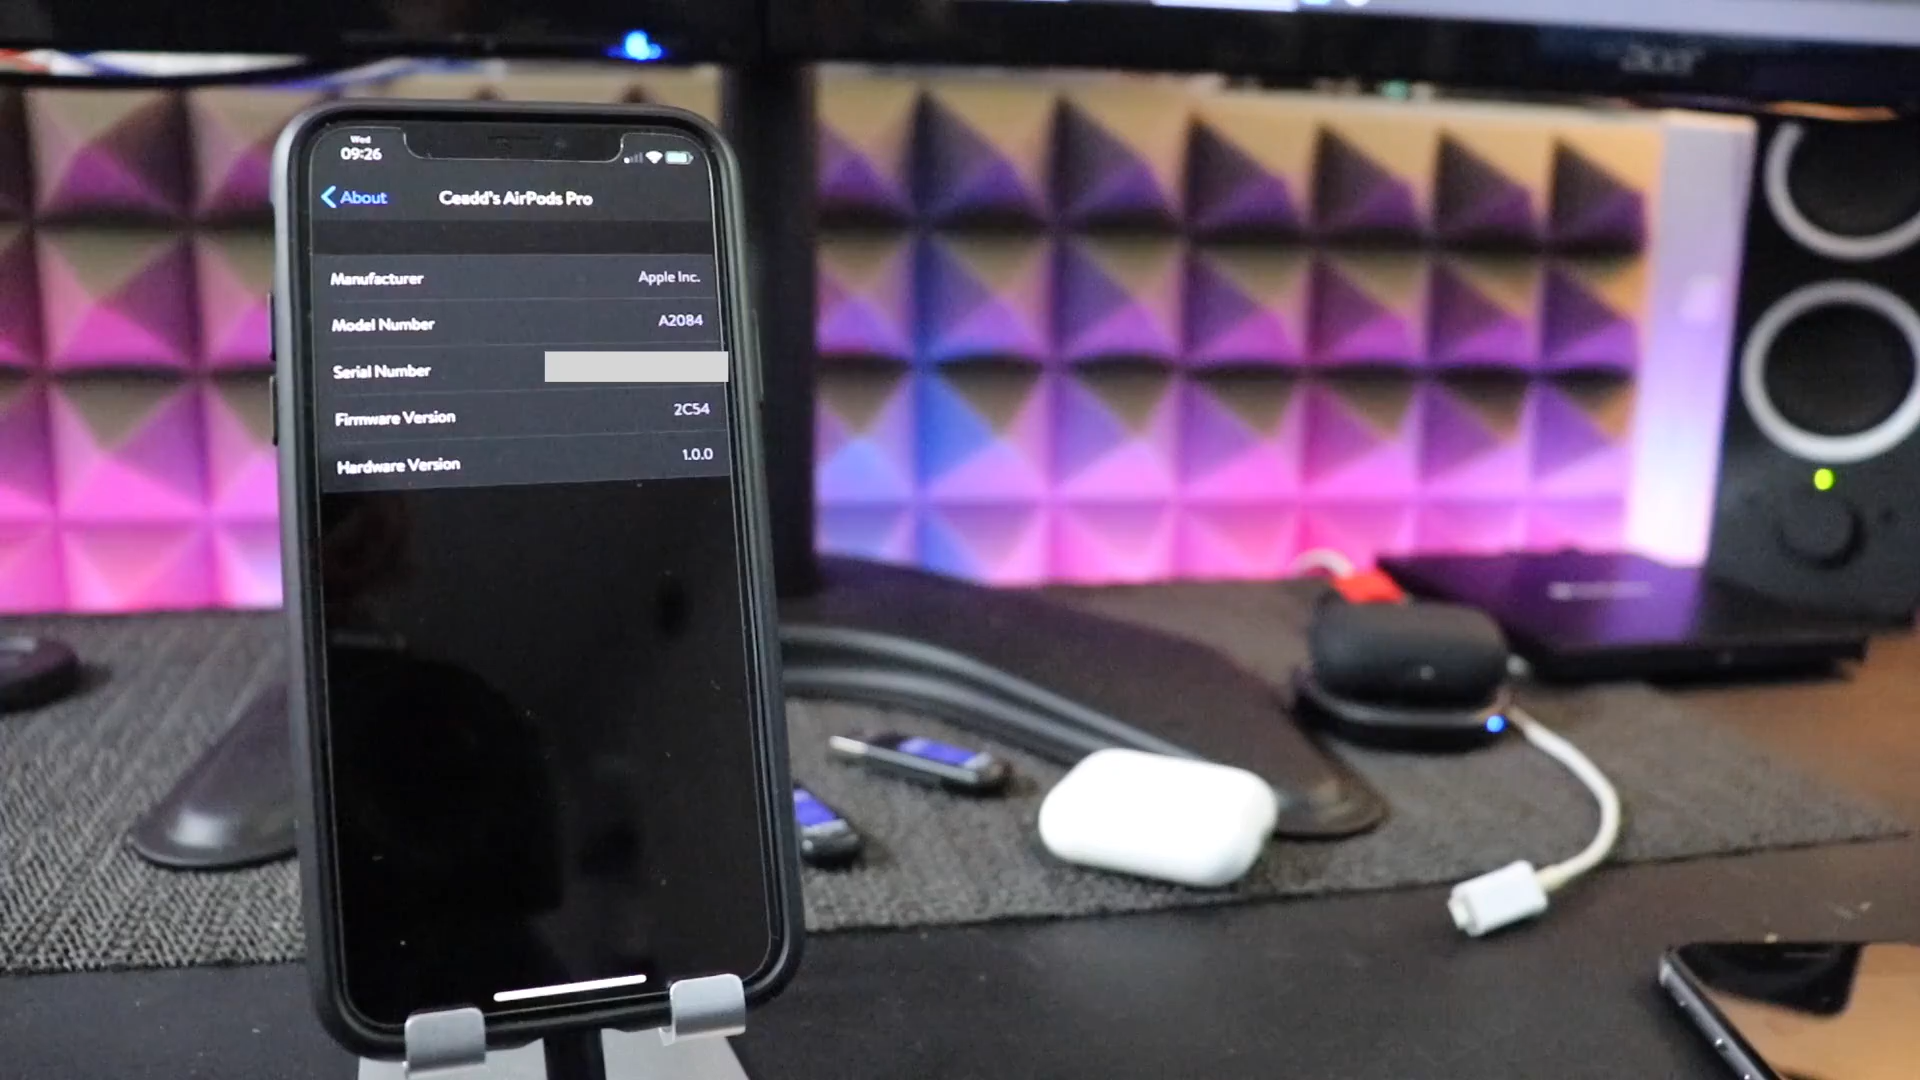 acer
Wed
09:26
About
Ceadd's AirPods Pro
Manufacturer
Apple Inc.
Model Number
A2084
Serial Number
Firmware Version
2C54
Hardware Version
1.0.0